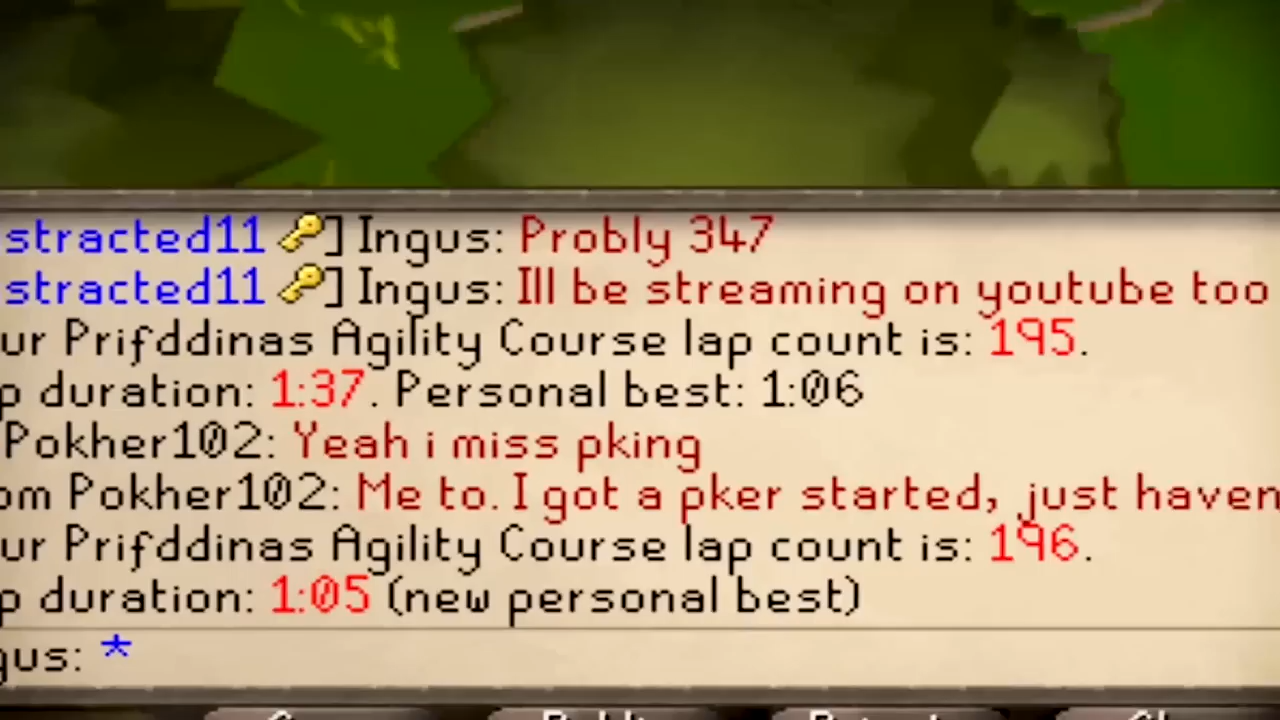 stracted11 ] Ingus: Probly 347
stracted11 ] Ingus: Ill be streaming on youtube too
ur Prifddinas Agility Course lap count is: 195.
p duration: 1:37. Personal best: 1:06
Pokher102: Yeah i miss pking
om Pokher102: Me to. I got a pker started, just haven
ur Prifddinas Agility Course lap count is: 196.
p duration: 1:05 (new personal best)
gus: *